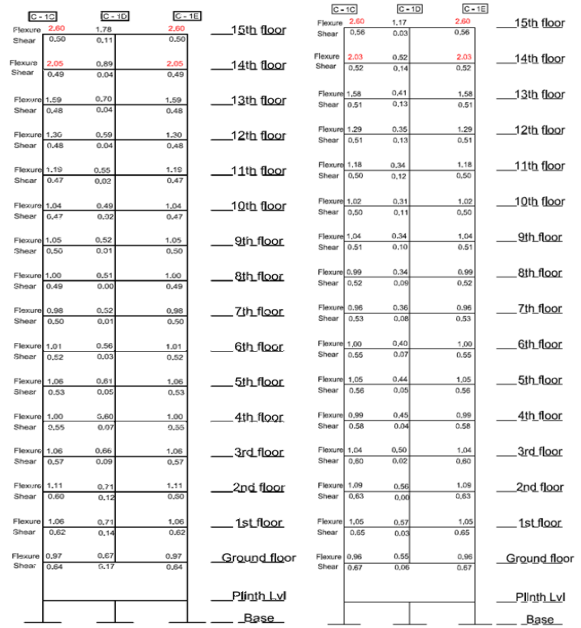 C - 1C C - 1D C - 1E
Flexure 2.60 1.78 2.60 15th floor
Shear 0.50 0.11 0.50
Flexure 2.05 0.89 2.05 14th floor
Shear 0.49 0.04 0.49
Flexure 1.59 0.70 1.59 13th floor
Shear 0.48 0.04 0.48
Flexure 1.30 0.59 1.30 12th floor
Shear 0.48 0.04 0.48
Flexure 1.19 0.55 1.19 11th floor
Shear 0.47 0.02 0.47
Flexure 1.04 0.49 1.04 10th floor
Shear 0.47 0.02 0.47
Flexure 1.05 0.52 1.05 9th floor
Shear 0.50 0.01 0.50
Flexure 1.00 0.51 1.00 8th floor
Shear 0.49 0.00 0.49
Flexure 0.98 0.52 0.98 7th floor
Shear 0.50 0.01 0.50
Flexure 1.01 0.56 1.01 6th floor
Shear 0.52 0.03 0.52
Flexure 1.06 0.61 1.06 5th floor
Shear 0.53 0.05 0.53
Flexure 1.00 0.60 1.00 4th floor
Shear 0.55 0.07 0.55
Flexure 1.06 0.66 1.06 3rd floor
Shear 0.57 0.09 0.57
Flexure 1.11 0.71 1.11 2nd floor
Shear 0.60 0.12 0.50
Flexure 1.06 0.71 1.06 1st floor
Shear 0.62 0.14 0.62
Flexure 0.97 0.67 0.97 Ground floor
Shear 0.64 0.17 0.64
Plinth Lvl
Base
C - 1C C - 1D C - 1E
Flexure 2.60 1.17 2.60 15th floor
Shear 0.56 0.03 0.56
Flexure 2.03 0.52 2.03 14th floor
Shear 0.52 0.14 0.52
Flexure 1.58 0.41 1.58 13th floor
Shear 0.51 0.13 0.51
Flexure 1.29 0.35 1.29 12th floor
Shear 0.51 0.13 0.51
Flexure 1.18 0.34 1.18 11th floor
Shear 0.50 0.12 0.50
Flexure 1.02 0.31 1.02 10th floor
Shear 0.50 0.11 0.50
Flexure 1.04 0.34 1.04 9th floor
Shear 0.51 0.10 0.51
Flexure 0.99 0.34 0.99 8th floor
Shear 0.52 0.09 0.52
Flexure 0.96 0.36 0.96 7th floor
Shear 0.53 0.08 0.53
Flexure 1.00 0.40 1.00 6th floor
Shear 0.55 0.07 0.55
Flexure 1.05 0.44 1.05 5th floor
Shear 0.56 0.05 0.56
Flexure 0.99 0.45 0.99 4th floor
Shear 0.58 0.04 0.58
Flexure 1.04 0.50 1.04 3rd floor
Shear 0.60 0.02 0.60
Flexure 1.09 0.56 1.09 2nd floor
Shear 0.63 0.00 0.63
Flexure 1.05 0.57 1.05 1st floor
Shear 0.65 0.03 0.65
Flexure 0.96 0.55 0.96 Ground floor
Shear 0.67 0.06 0.67
Plinth Lvl
Base